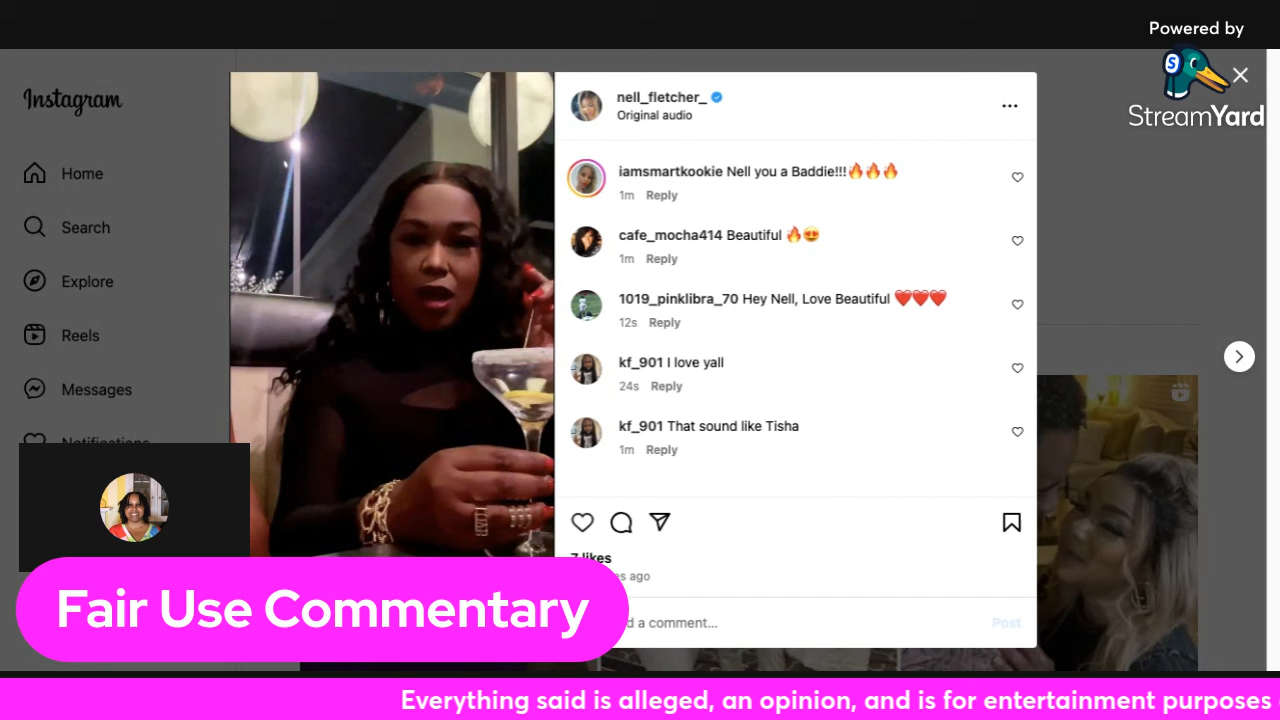 Powered by
StreamYard
Instagram
Home
Search
Explore
Reels
Messages
Notifications
nell_fletcher_
Original audio
iamsmartkookie Nell you a Baddie!!!🔥🔥🔥
1m Reply
cafe_mocha414 Beautiful 🔥😍
1m Reply
1019_pinklibra_70 Hey Nell, Love Beautiful ❤️❤️❤️
12s Reply
kf_901 I love yall
24s Reply
kf_901 That sound like Tisha
1m Reply
7 likes
ago
a comment...
Post
Fair Use Commentary
Everything said is alleged, an opinion, and is for entertainment purposes